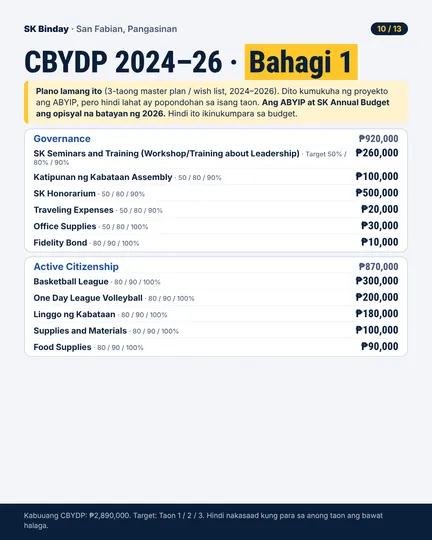 SK Binday · San Fabian, Pangasinan
10 / 13
CBYDP 2024–26 · Bahagi 1
Plano lamang ito (3-taong master plan / wish list, 2024–2026). Dito kumukuha ng proyekto
ang ABYIP, pero hindi lahat ay popondohan sa isang taon. Ang ABYIP at SK Annual Budget
ang opisyal na batayan ng 2026. Hindi ito ikinukumpara sa budget.
Governance ₱920,000
SK Seminars and Training (Workshop/Training about Leadership) · Target 50% / ₱260,000
80% / 90%
Katipunan ng Kabataan Assembly · 50 / 80 / 90% ₱100,000
SK Honorarium · 50 / 80 / 90% ₱500,000
Traveling Expenses · 50 / 80 / 90% ₱20,000
Office Supplies · 50 / 80 / 100% ₱30,000
Fidelity Bond · 80 / 90 / 100% ₱10,000
Active Citizenship ₱870,000
Basketball League · 80 / 90 / 100% ₱300,000
One Day League Volleyball · 80 / 90 / 100% ₱200,000
Linggo ng Kabataan · 80 / 90 / 100% ₱180,000
Supplies and Materials · 80 / 90 / 100% ₱100,000
Food Supplies · 80 / 90 / 100% ₱90,000
Kabuuang CBYDP: ₱2,890,000. Target: Taon 1 / 2 / 3. Hindi nakasaad kung para sa anong taon ang bawat
halaga.